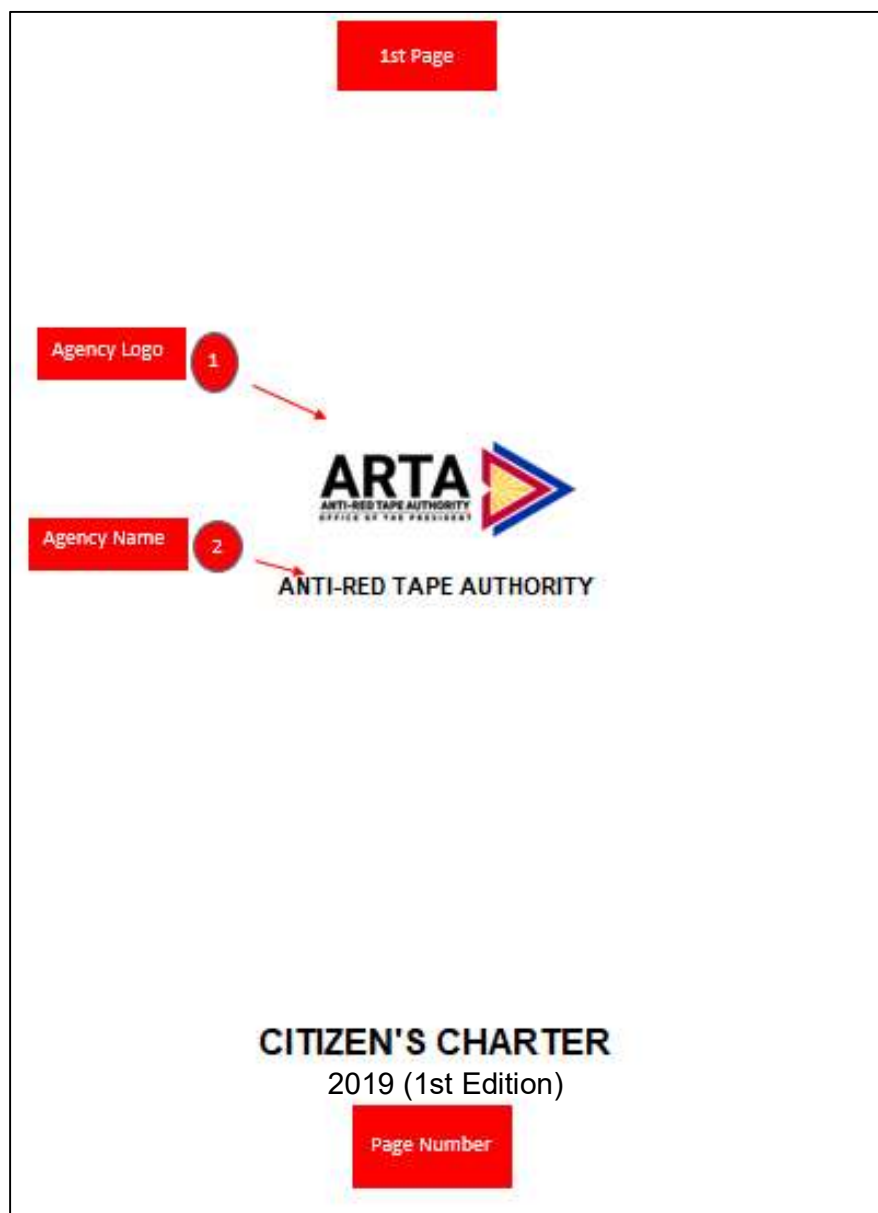 1st Page
Agency Logo
1
ARTA
ANTI-RED TAPE AUTHORITY
OFFICE OF THE PRESIDENT
Agency Name
2
ANTI-RED TAPE AUTHORITY
CITIZEN'S CHARTER
2019 (1st Edition)
Page Number